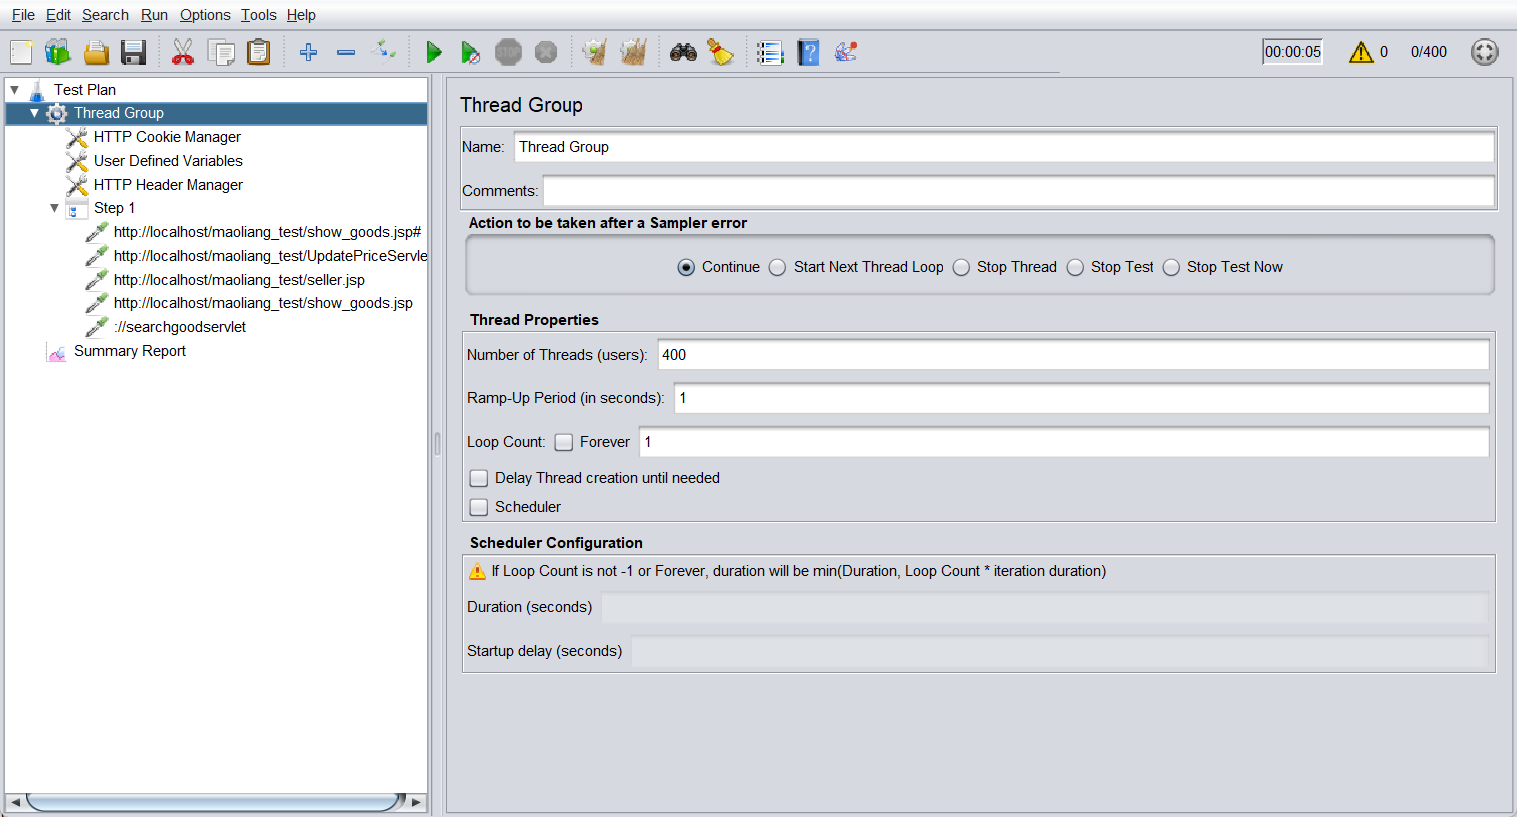 File Edit Search Run Options Tools Help
STOP
00:00:05 0 0/400
Test Plan
Thread Group
HTTP Cookie Manager
User Defined Variables
HTTP Header Manager
Step 1
http://localhost/maoliang_test/show_goods.jsp#
http://localhost/maoliang_test/UpdatePriceServle
http://localhost/maoliang_test/seller.jsp
http://localhost/maoliang_test/show_goods.jsp
://searchgoodservlet
Summary Report
Thread Group
Name: Thread Group
Comments:
Action to be taken after a Sampler error
Continue Start Next Thread Loop Stop Thread Stop Test Stop Test Now
Thread Properties
Number of Threads (users): 400
Ramp-Up Period (in seconds): 1
Loop Count: Forever 1
Delay Thread creation until needed
Scheduler
Scheduler Configuration
If Loop Count is not -1 or Forever, duration will be min(Duration, Loop Count * iteration duration)
Duration (seconds)
Startup delay (seconds)